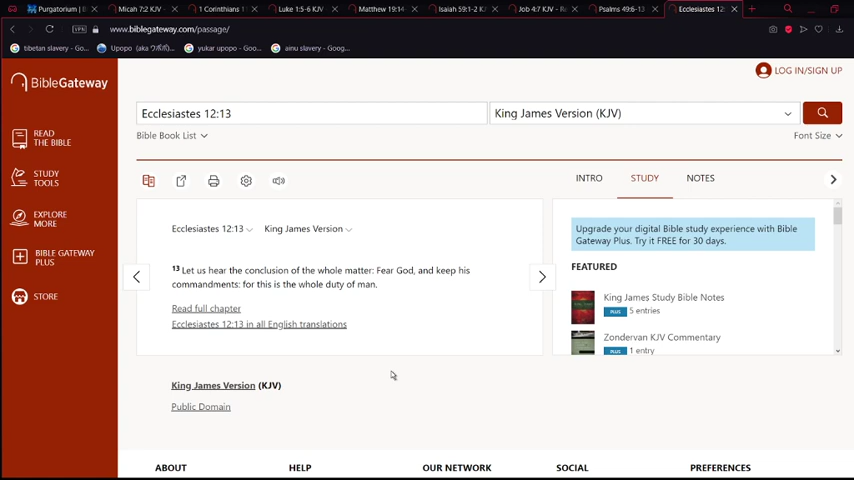 Purgatorium | B
Micah 7:2 KJV -
1 Corinthians 1
Luke 1:5-6 KJV
Matthew 19:14
Isaiah 59:1-2 KJ
Job 4:7 KJV - R
Psalms 49:6-13
Ecclesiastes 12:
VPN
www.biblegateway.com/passage/
tibetan slavery - Go...
Upopo (aka ウポポ)...
yukar upopo - Goo...
ainu slavery - Goog...
BibleGateway
LOG IN/SIGN UP
Ecclesiastes 12:13
King James Version (KJV)
Bible Book List
Font Size
READ
THE BIBLE
STUDY
TOOLS
EXPLORE
MORE
BIBLE GATEWAY
PLUS
STORE
INTRO
STUDY
NOTES
Ecclesiastes 12:13
King James Version
13 Let us hear the conclusion of the whole matter: Fear God, and keep his
commandments: for this is the whole duty of man.
Read full chapter
Ecclesiastes 12:13 in all English translations
Upgrade your digital Bible study experience with Bible
Gateway Plus. Try it FREE for 30 days.
FEATURED
King James Study Bible Notes
PLUS 5 entries
Zondervan KJV Commentary
PLUS 1 entry
King James Version (KJV)
Public Domain
ABOUT
HELP
OUR NETWORK
SOCIAL
PREFERENCES